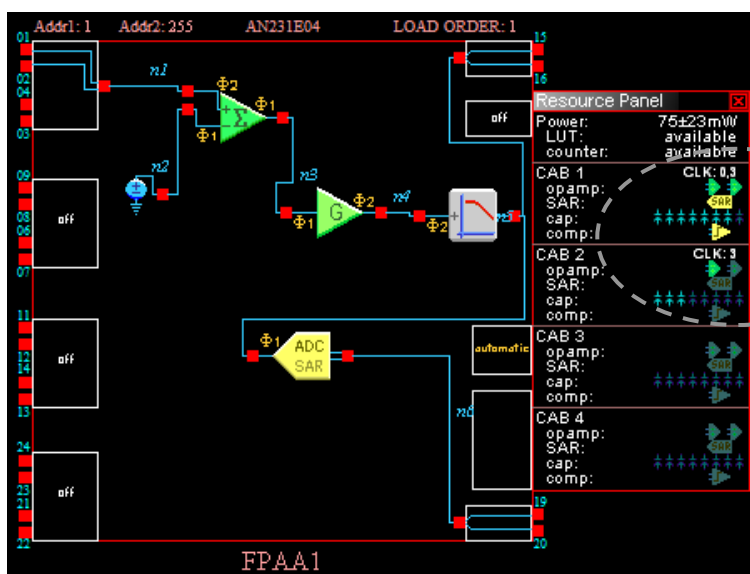 Addr1: 1 Addr2: 255 AN231E04 LOAD ORDER: 1
01
02
04
03
09
08
06
07
11
12
14
13
24
23
21
22
off
off
off
n1
Φ2
Φ1
+
Σ
−
Φ1
n2
+
n3
G
Φ1
Φ2
n4
+
Φ2
n5
Φ1 ADC
SAR
n6
15
16
off
automatic
19
20
FPAA1
Resource Panel
Power: 75±23mW
LUT: available
counter: available
CAB 1 CLK: 0,3
opamp:
SAR: SAR
cap:
comp:
CAB 2 CLK: 3
opamp:
SAR: SAR
cap:
comp:
CAB 3
opamp:
SAR: SAR
cap:
comp:
CAB 4
opamp:
SAR: SAR
cap:
comp: